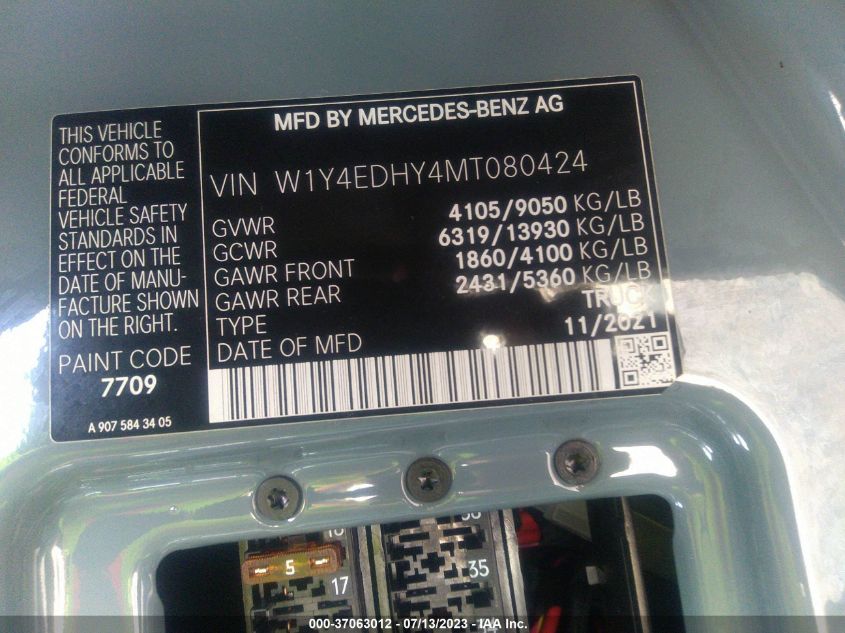 MFD BY MERCEDES-BENZ AG
THIS VEHICLE
CONFORMS TO
ALL APPLICABLE
FEDERAL
VEHICLE SAFETY
STANDARDS IN
EFFECT ON THE
DATE OF MANU-
FACTURE SHOWN
ON THE RIGHT.
PAINT CODE
7709
A 907 584 34 05
VIN W1Y4EDHY4MT080424
GVWR 4105/9050 KG/LB
GCWR 6319/13930 KG/LB
GAWR FRONT 1860/4100 KG/LB
GAWR REAR 2431/5360 KG/LB
TYPE TRUCK
DATE OF MFD 11/2021
5
17
35
000-37063012 - 07/13/2023 - IAA Inc.